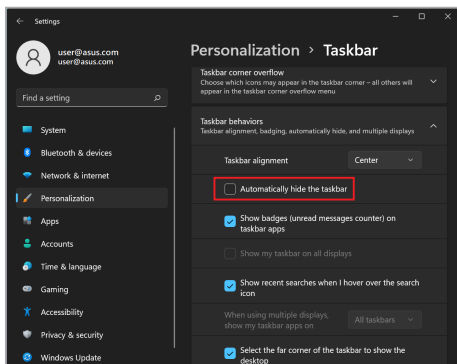 Settings
user@asus.com
user@asus.com
Find a setting
System
Bluetooth & devices
Network & internet
Personalization
Apps
Accounts
Time & language
Gaming
Accessibility
Privacy & security
Windows Update
Personalization > Taskbar
Taskbar corner overflow
Choose which icons may appear in the taskbar corner – all others will
appear in the taskbar corner overflow menu
Taskbar behaviors
Taskbar alignment, badging, automatically hide, and multiple displays
Taskbar alignment
Center
Automatically hide the taskbar
Show badges (unread messages counter) on
taskbar apps
Show my taskbar on all displays
Show recent searches when I hover over the search
icon
When using multiple displays,
show my taskbar apps on
All taskbars
Select the far corner of the taskbar to show the
desktop